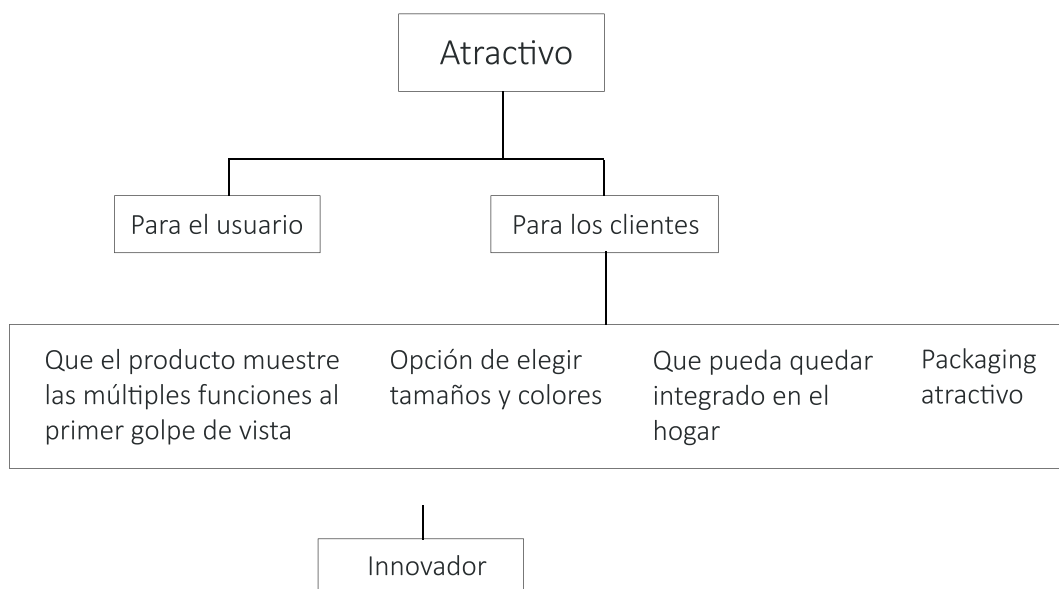 Atractivo
Para el usuario
Para los clientes
Que el producto muestre
las múltiples funciones al
primer golpe de vista
Opción de elegir
tamaños y colores
Que pueda quedar
integrado en el
hogar
Packaging
atractivo
Innovador